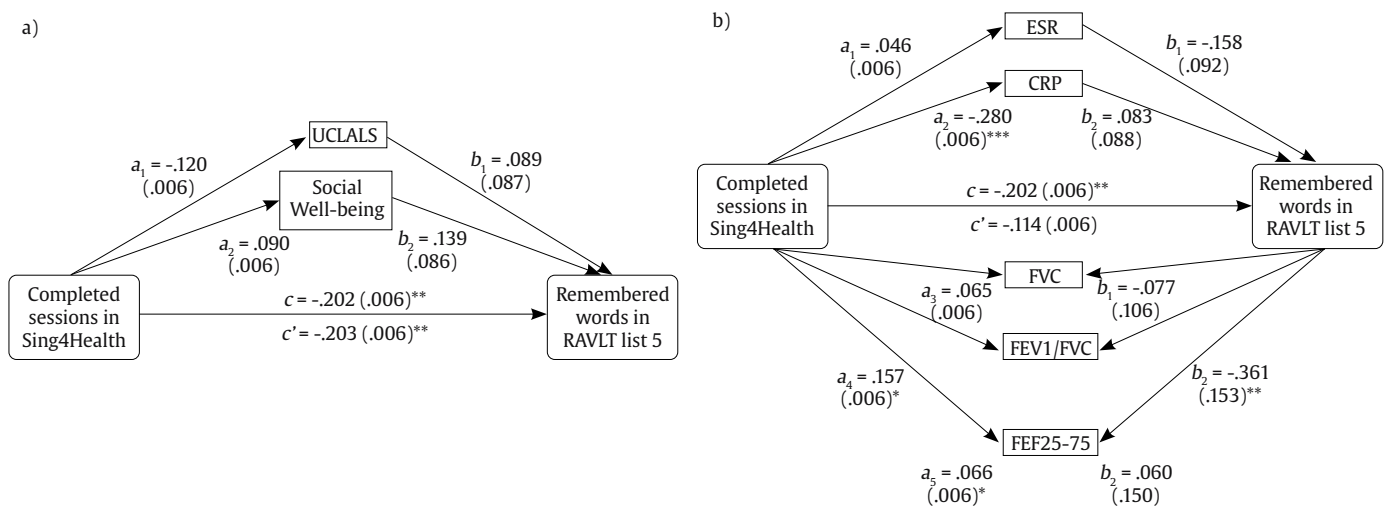 a)
UCLALS
a1 = -.120
(.006)
b1 = .089
(.087)
Social
Well-being
a2 = .090
(.006)
b2 = .139
(.086)
Completed
sessions in
Sing4Health
c = -.202 (.006)**
c’ = -.203 (.006)**
Remembered
words in
RAVLT list 5
b)
ESR
a1 = .046
(.006)
b1 = -.158
(.092)
CRP
a2 = -.280
(.006)***
b2 = .083
(.088)
Completed
sessions in
Sing4Health
c = -.202 (.006)**
c’ = -.114 (.006)
Remembered
words in
RAVLT list 5
FVC
a3 = .065
(.006)
b1 = -.077
(.106)
FEV1/FVC
a4 = .157
(.006)*
b2 = -.361
(.153)**
FEF25-75
a5 = .066
(.006)*
b2 = .060
(.150)